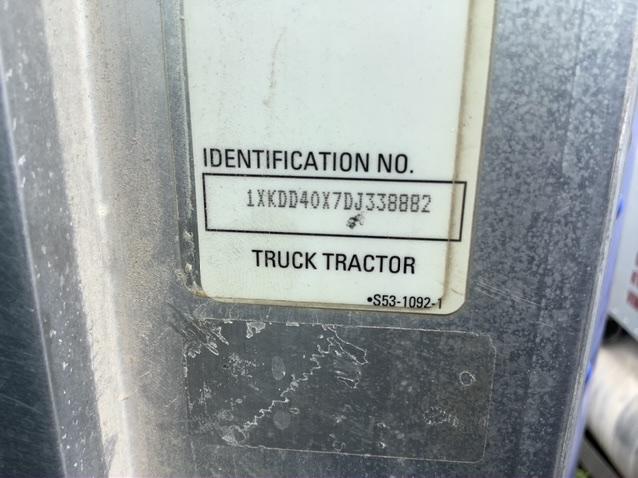 IDENTIFICATION NO.
1XKDD40X7DJ338882
TRUCK TRACTOR
•S53-1092-1